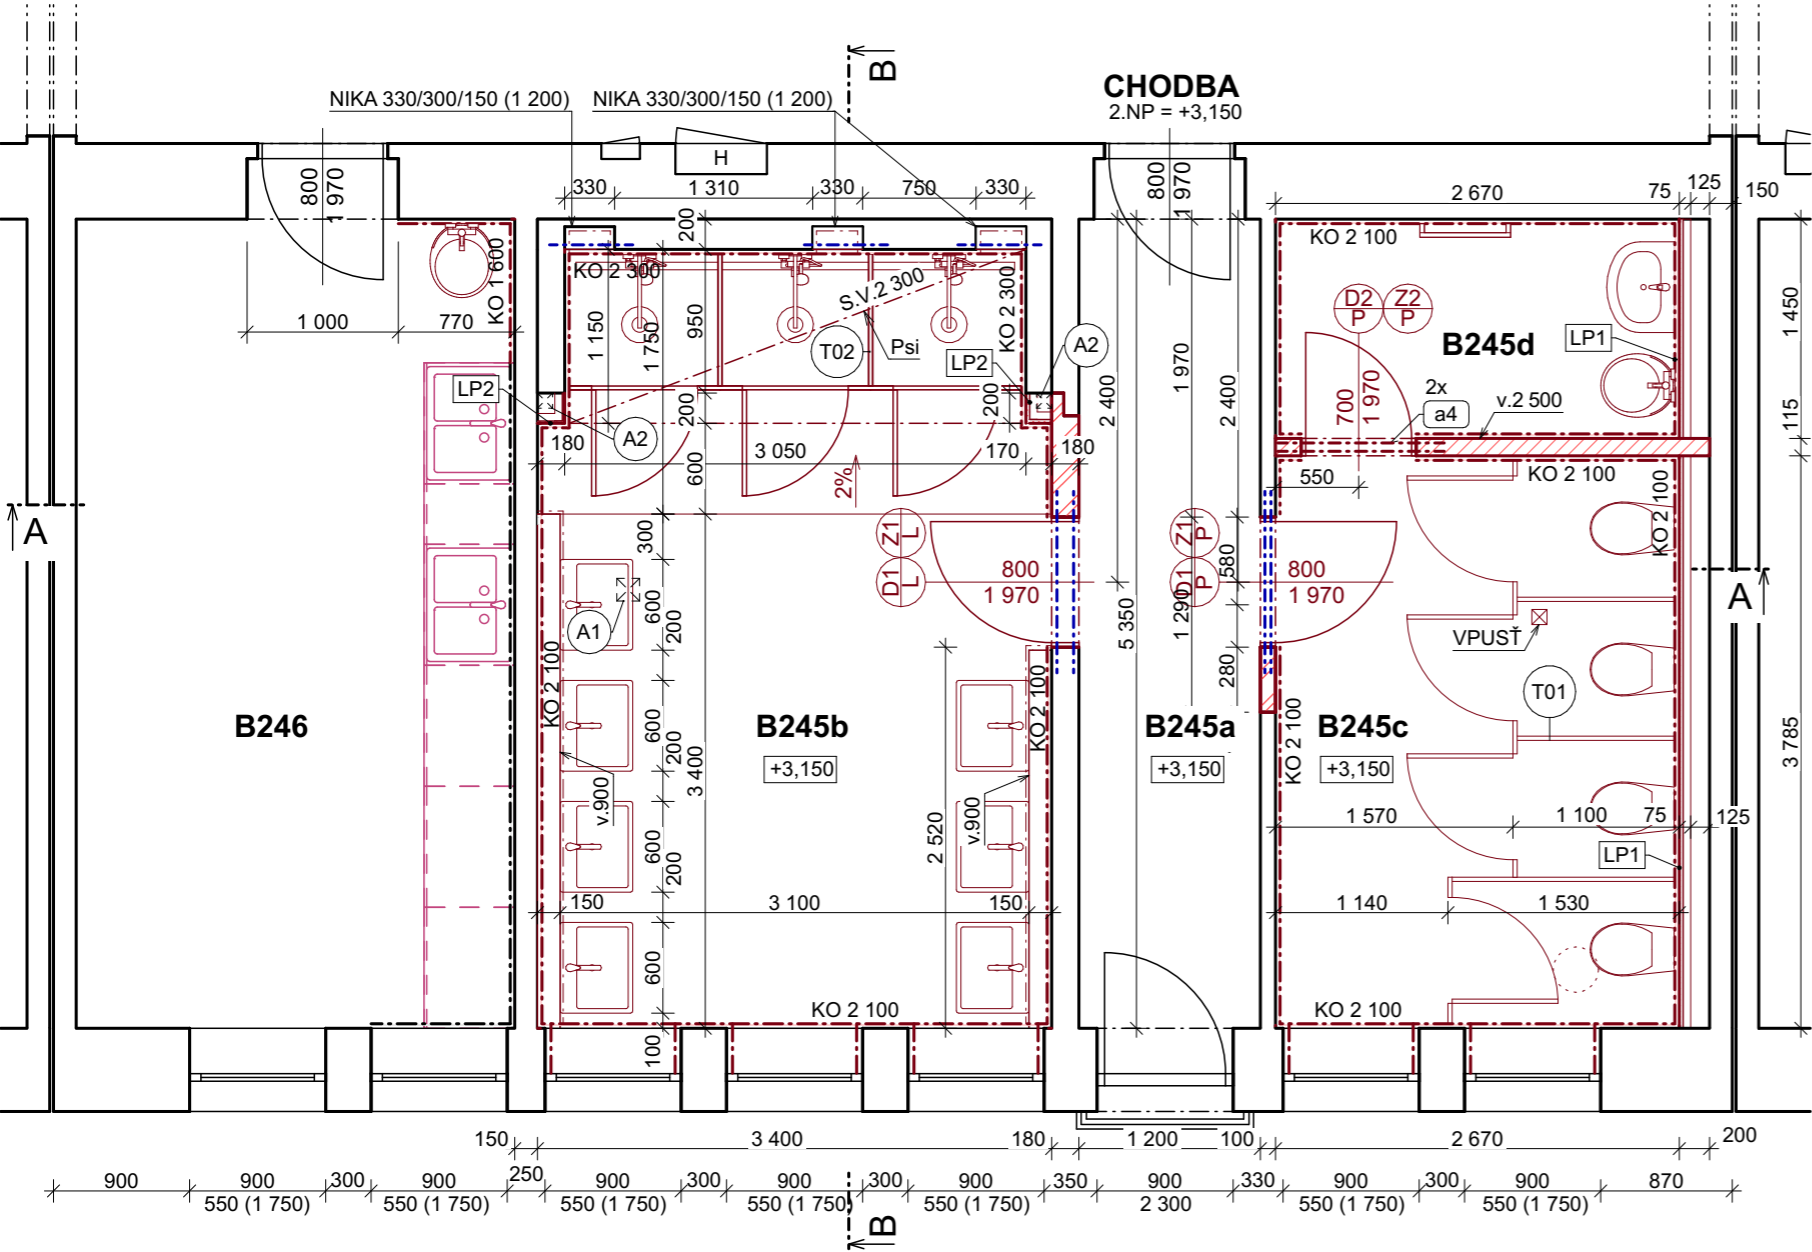 B
CHODBA
2.NP = +3,150
NIKA 330/300/150 (1 200)
NIKA 330/300/150 (1 200)
H
800
1 970
800
1 970
330
1 310
330
750
330
2 670
75
125
150
200
KO 1 600
KO 2 300
S.V.2 300
KO 2 300
KO 2 100
1 000
770
1 150
1 750
950
T02
Psi
LP2
A2
1 970
2 400
2 400
D2
P
Z2
P
B245d
LP1
1 450
LP2
A2
200
200
700
1 970
2x
a4
v.2 500
115
180
3 050
170
180
600
2%
550
KO 2 100
KO 2 100
A
300
Z1
L
D1
L
800
1 970
Z1
P
D1
P
580
800
1 970
A
A1
600
200
1 290
5 350
VPUSŤ
280
KO 2 100
KO 2 100
T01
B246
B245b
+3,150
B245a
+3,150
B245c
+3,150
KO 2 100
600
200
3 400
3 785
v.900
v.900
2 520
1 570
1 100
75
125
600
200
LP1
150
3 100
150
1 140
1 530
600
KO 2 100
KO 2 100
100
150
3 400
180
1 200
100
2 670
200
900
900
300
900
250
900
300
900
300
900
350
900
330
900
300
900
870
550 (1 750)
550 (1 750)
550 (1 750)
550 (1 750)
550 (1 750)
2 300
550 (1 750)
550 (1 750)
B